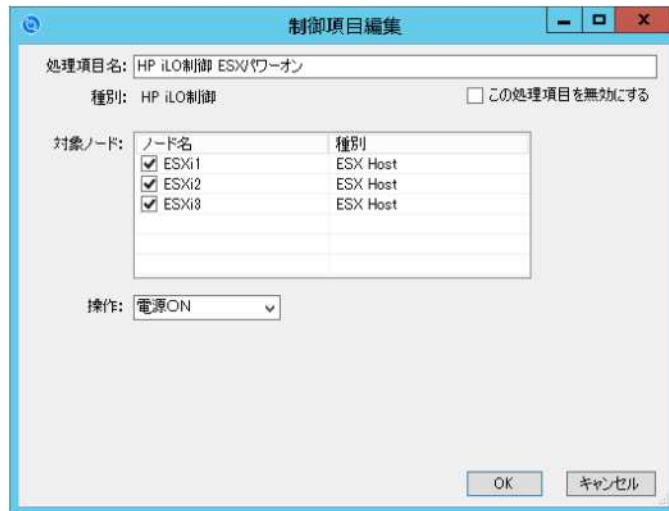 制御項目編集
処理項目名: HP iLO制御 ESXパワーオン
種別: HP iLO制御 この処理項目を無効にする
対象ノード: ノード名 種別
ESXi1 ESX Host
ESXi2 ESX Host
ESXi3 ESX Host
操作: 電源ON
OK キャンセル